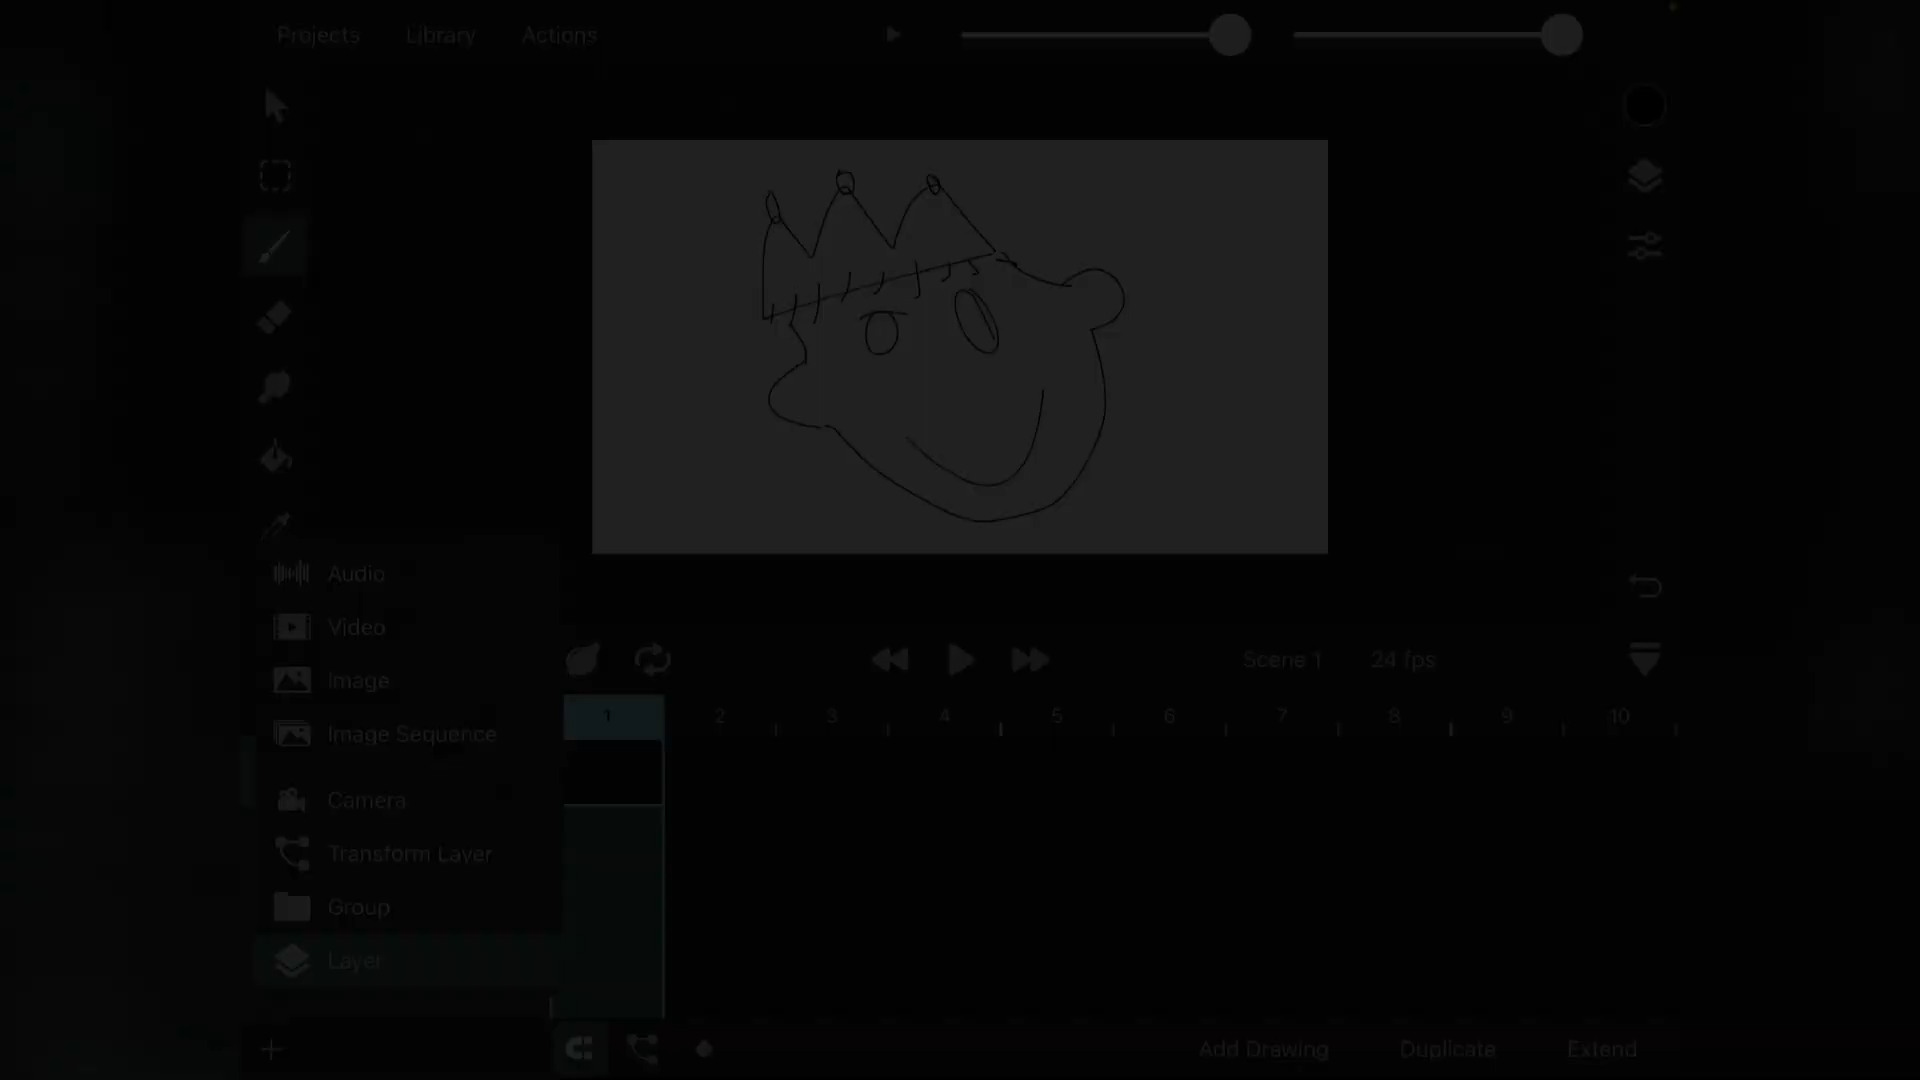 Projects Library Actions
Audio
Video
Image
Image Sequence
Camera
Transform Layer
Group
Layer
Scene 1 24 fps
1 2 3 4 5 6 7 8 9 10
Add Drawing Duplicate Extend